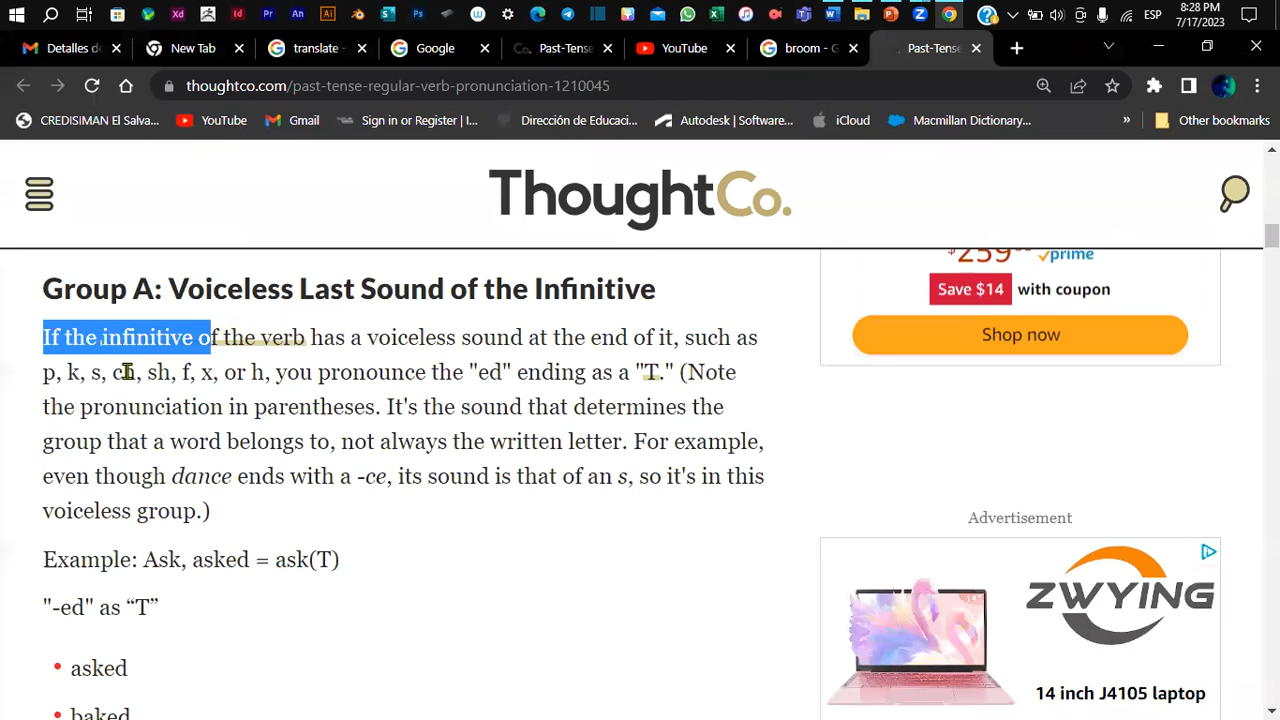 8:28 PM
ESP
7/17/2023
Detalles d
New Tab
translate -
Google
Past-Tens
YouTube
broom - G
Past-Tense
thoughtco.com/past-tense-regular-verb-pronunciation-1210045
CREDISIMAN El Salva...
YouTube
Gmail
Sign in or Register | I...
Dirección de Educaci...
Autodesk | Software...
iCloud
Macmillan Dictionary...
»
Other bookmarks
ThoughtCo.
$259
prime
Save $14 with coupon
Shop now
Group A: Voiceless Last Sound of the Infinitive
If the infinitive of the verb has a voiceless sound at the end of it, such as
p, k, s, ch, sh, f, x, or h, you pronounce the "ed" ending as a "T." (Note
the pronunciation in parentheses. It's the sound that determines the
group that a word belongs to, not always the written letter. For example,
even though dance ends with a -ce, its sound is that of an s, so it's in this
voiceless group.)
Example: Ask, asked = ask(T)
"-ed" as “T”
• asked
• baked
Advertisement
ZWYING
14 inch J4105 laptop